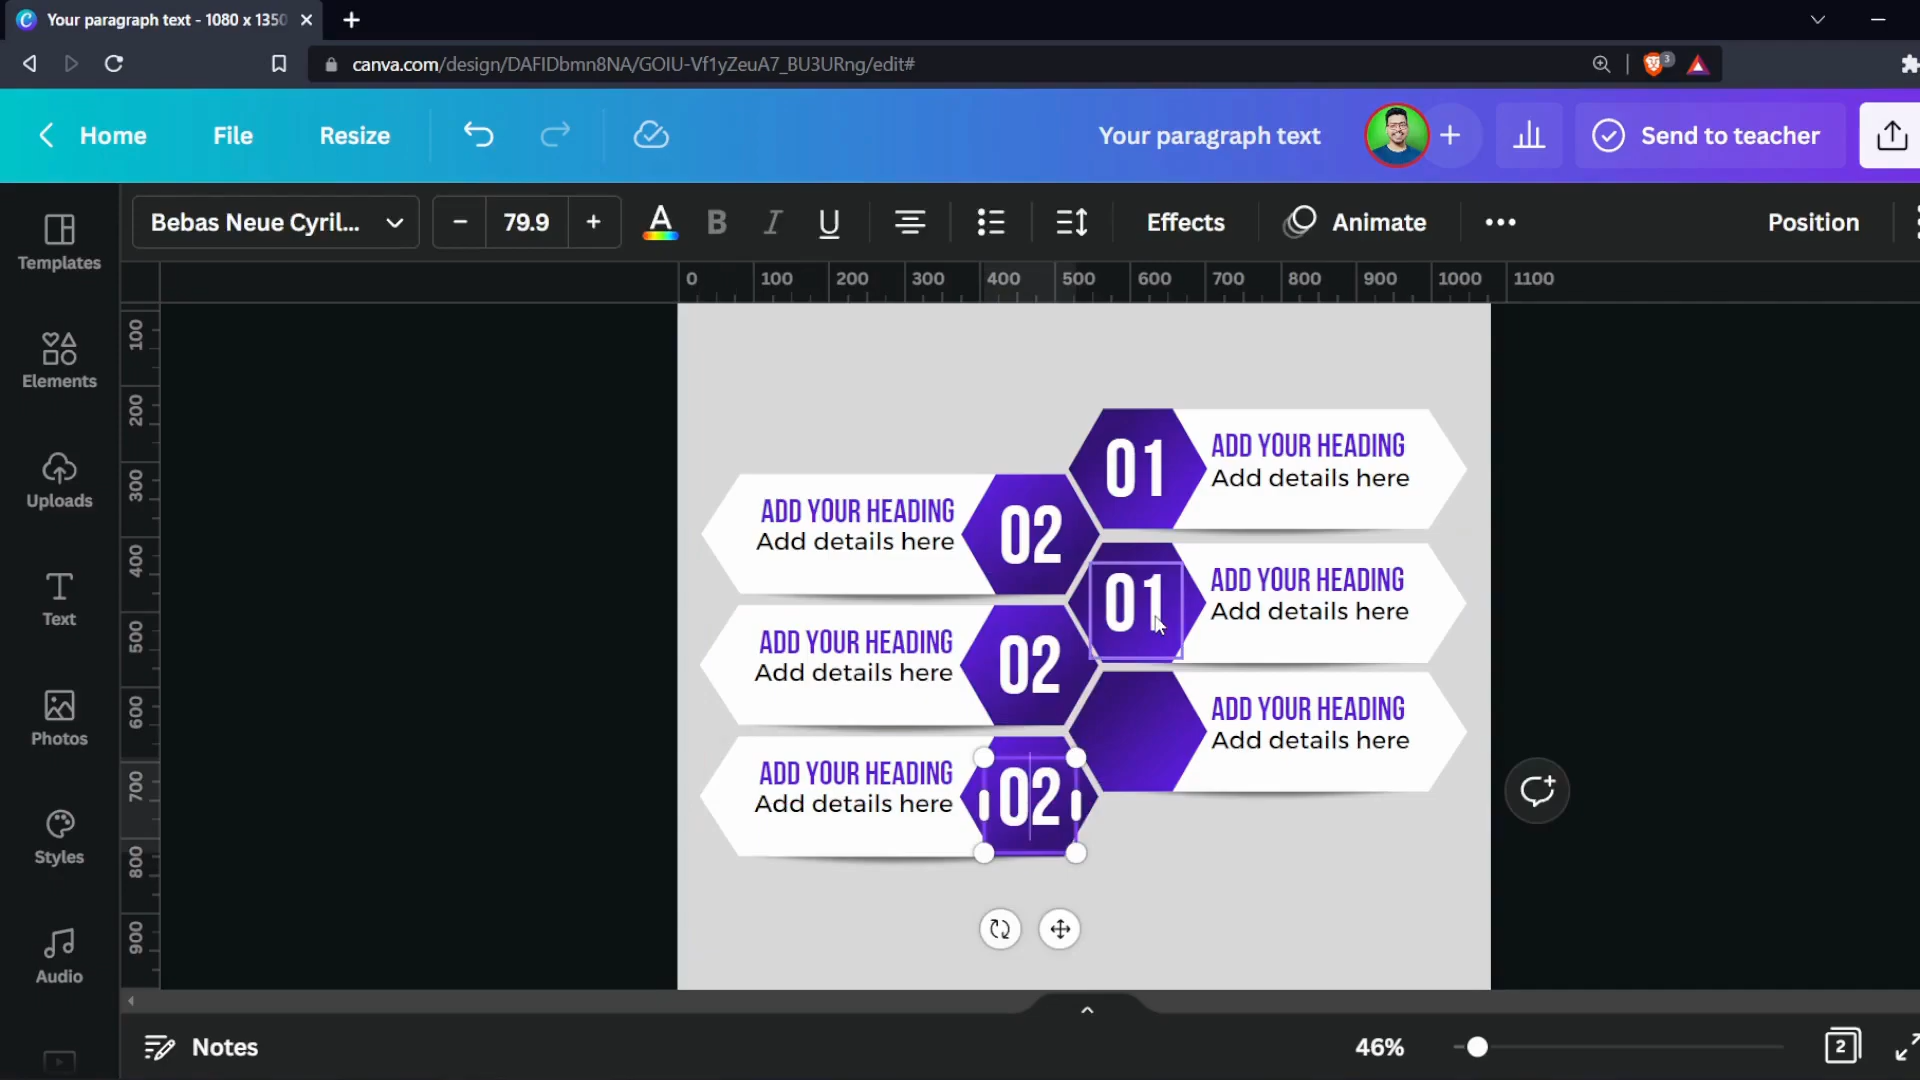 Your paragraph text - 1080 x 1350
canva.com/design/DAFIDbmn8NA/GOIU-Vf1yZeuA7_BU3URng/edit#
3
Home
File
Resize
Your paragraph text
Send to teacher
Bebas Neue Cyril...
79.9
A
B
I
U
Effects
Animate
Position
0 100 200 300 400 500 600 700 800 900 1000 1100
100
200
300
400
500
600
700
800
900
Templates
Elements
Uploads
Text
Photos
Styles
Audio
01
ADD YOUR HEADING
Add details here
ADD YOUR HEADING
Add details here
02
01
ADD YOUR HEADING
Add details here
ADD YOUR HEADING
Add details here
02
ADD YOUR HEADING
Add details here
ADD YOUR HEADING
Add details here
02
Notes
46%
2